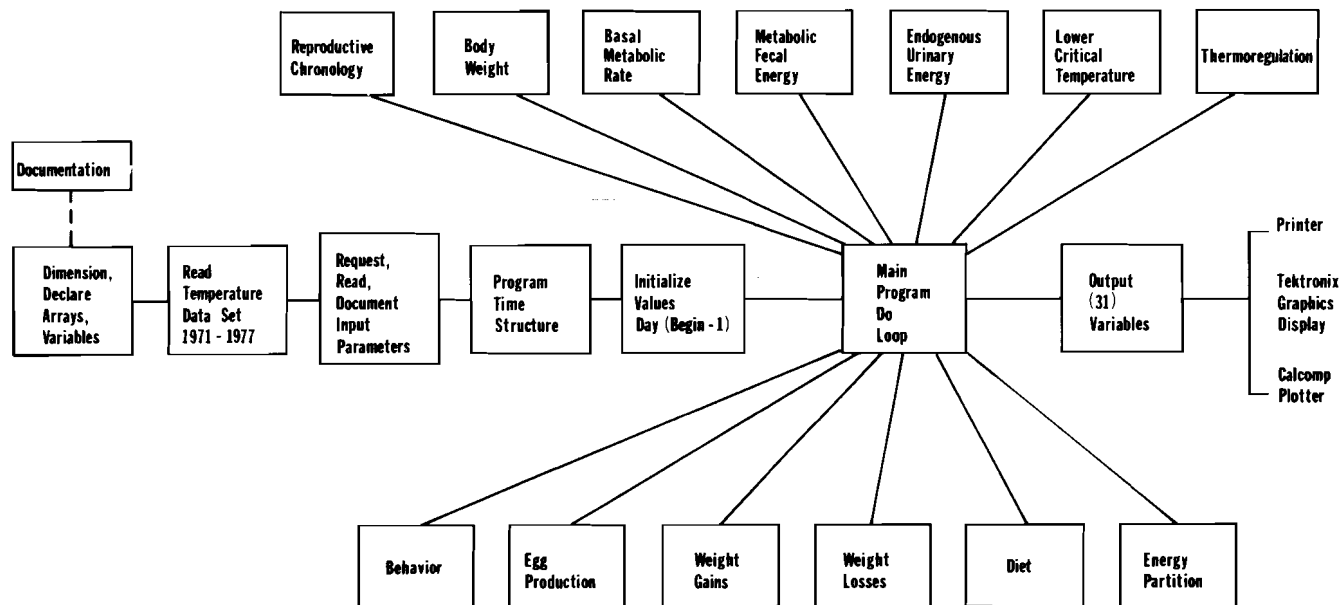 Reproductive
Chronology
Body
Weight
Basal
Metabolic
Rate
Metabolic
Fecal
Energy
Endogenous
Urinary
Energy
Lower
Critical
Temperature
Thermoregulation
Documentation
Dimension,
Declare
Arrays,
Variables
Read
Temperature
Data Set
1971 - 1977
Request,
Read,
Document
Input
Parameters
Program
Time
Structure
Initialize
Values
Day (Begin - 1)
Main
Program
Do
Loop
Output
(31)
Variables
Printer
Tektronix
Graphics
Display
Calcomp
Plotter
Behavior
Egg
Production
Weight
Gains
Weight
Losses
Diet
Energy
Partition